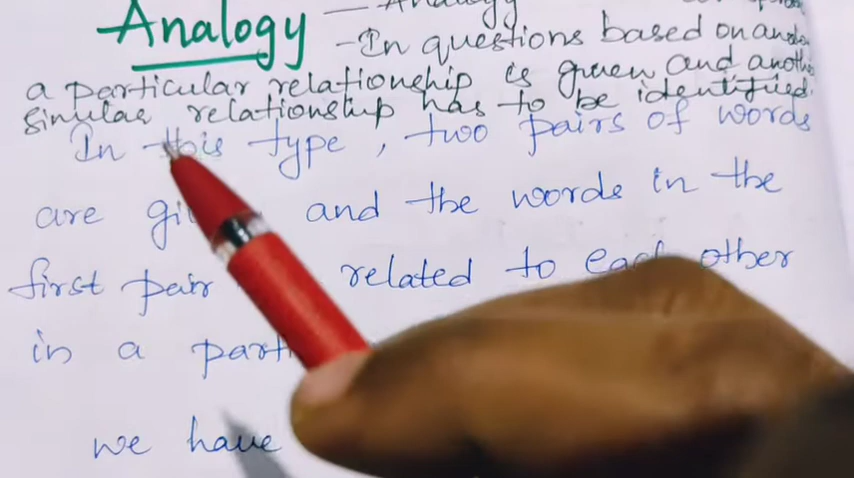 Analogy
- In questions based on
a particular relationship is given and
similar relationship has to be identified.
In this type, two pairs of words
are and the words in the
first pair related to each other
in a
we have